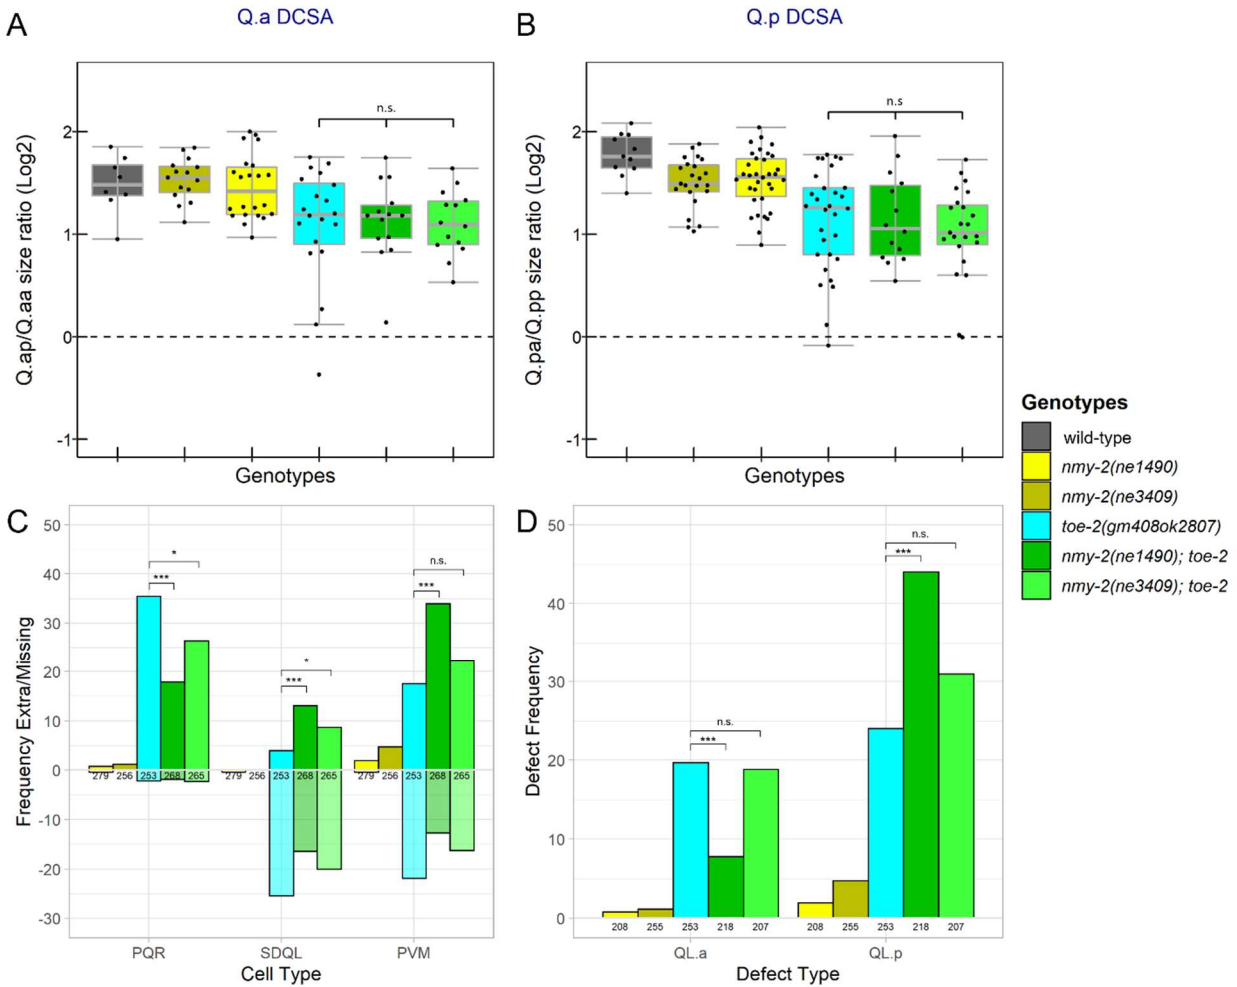 A
Q.a DCSA
B
Q.p DCSA
Q.ap/Q.aa size ratio (Log2)
2
1
0
-1
n.s.
Genotypes
Q.pa/Q.pp size ratio (Log2)
2
1
0
-1
n.s
Genotypes
Genotypes
wild-type
nmy-2(ne1490)
nmy-2(ne3409)
toe-2(gm408ok2807)
nmy-2(ne1490); toe-2
nmy-2(ne3409); toe-2
C
Frequency Extra/Missing
50
40
30
20
10
0
-10
-20
-30
*
***
*
***
n.s.
***
279 256 253 268 265
279 256 253 268 265
279 256 253 268 265
PQR SDQL PVM
Cell Type
D
Defect Frequency
50
40
30
20
10
0
n.s.
***
n.s.
***
208 255 253 218 207
208 255 253 218 207
QL.a QL.p
Defect Type